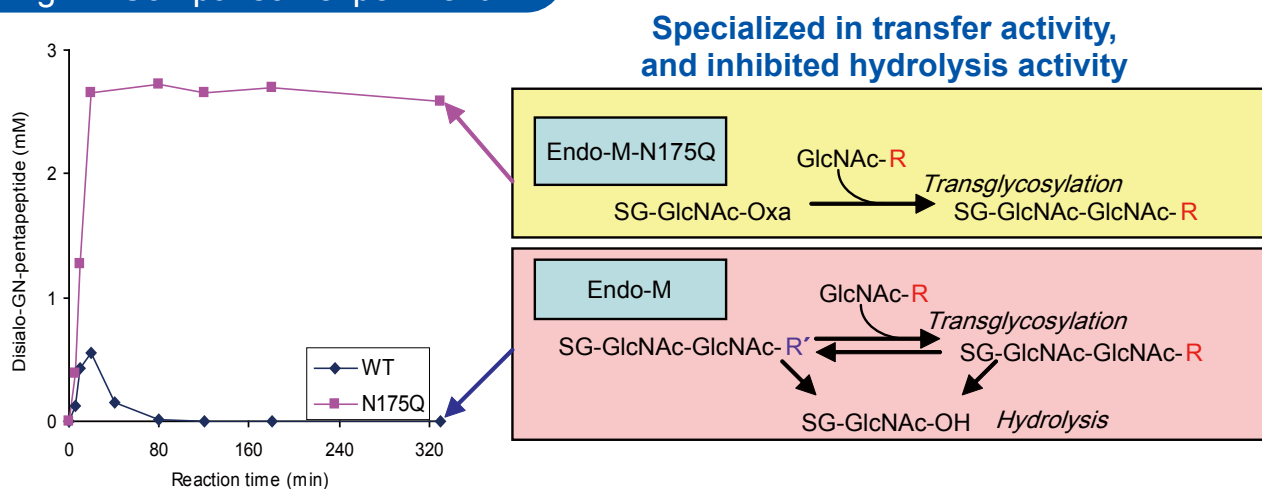 Specialized in transfer activity,
and inhibited hydrolysis activity
3
2
1
0
Disialo-GN-pentapeptide (mM)
0
80
160
240
320
Reaction time (min)
WT
N175Q
Endo-M-N175Q
GlcNAc-R
Transglycosylation
SG-GlcNAc-Oxa
SG-GlcNAc-GlcNAc-R
Endo-M
GlcNAc-R
Transglycosylation
SG-GlcNAc-GlcNAc-R´
SG-GlcNAc-GlcNAc-R
SG-GlcNAc-OH
Hydrolysis